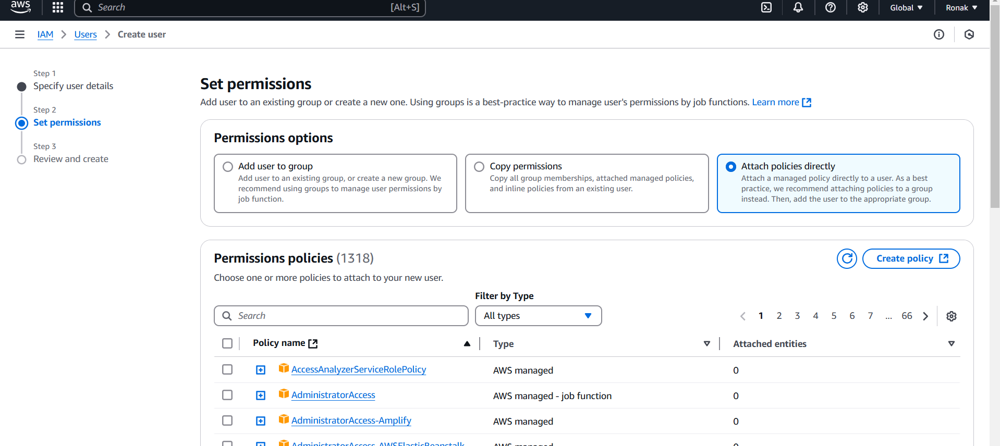 aws
Search
[Alt+S]
Global
Ronak
IAM
Users
Create user
Step 1
Specify user details
Step 2
Set permissions
Step 3
Review and create
Set permissions
Add user to an existing group or create a new one. Using groups is a best-practice way to manage user's permissions by job functions. Learn more
Permissions options
Add user to group
Add user to an existing group, or create a new group. We
recommend using groups to manage user permissions by
job function.
Copy permissions
Copy all group memberships, attached managed policies,
and inline policies from an existing user.
Attach policies directly
Attach a managed policy directly to a user. As a best
practice, we recommend attaching policies to a group
instead. Then, add the user to the appropriate group.
Permissions policies (1318)
Create policy
Choose one or more policies to attach to your new user.
Filter by Type
Search
All types
1 2 3 4 5 6 7 ... 66
Policy name
Type
Attached entities
AccessAnalyzerServiceRolePolicy
AWS managed
0
AdministratorAccess
AWS managed - job function
0
AdministratorAccess-Amplify
AWS managed
0
AdministratorAccess-AWSElasticBeanstalk
AWS managed
0